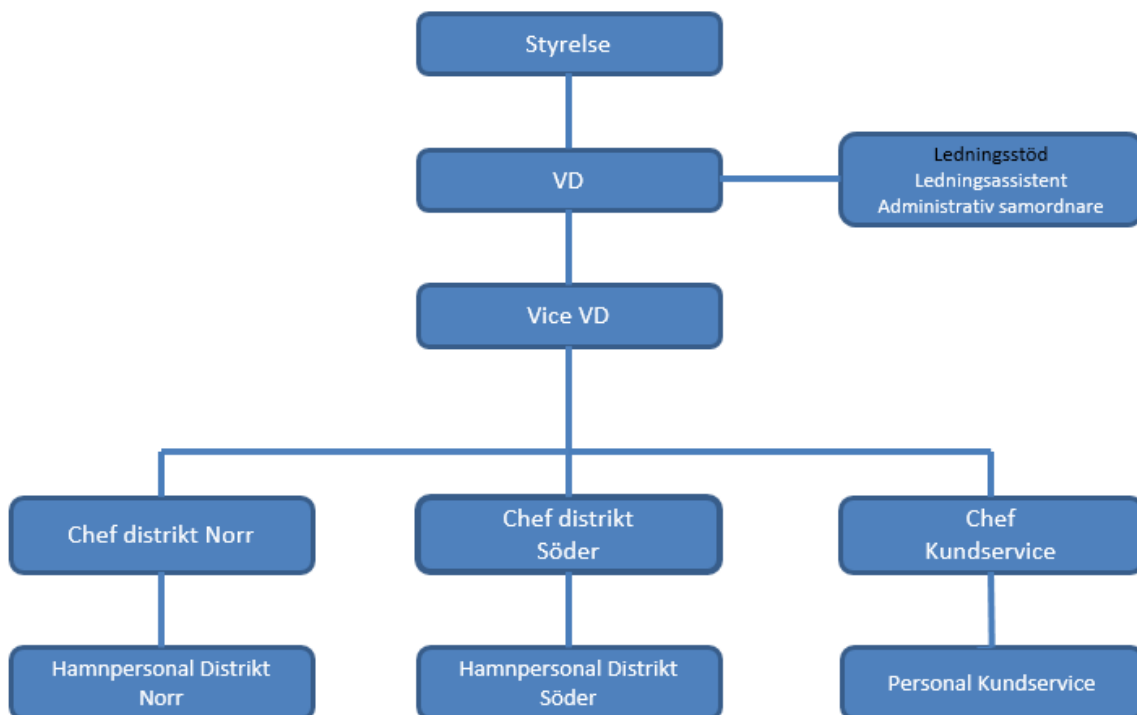 Styrelse
VD
Ledningsstöd
Ledningsassistent
Administrativ samordnare
Vice VD
Chef distrikt Norr
Chef distrikt
Söder
Chef
Kundservice
Hamnpersonal Distrikt
Norr
Hamnpersonal Distrikt
Söder
Personal Kundservice